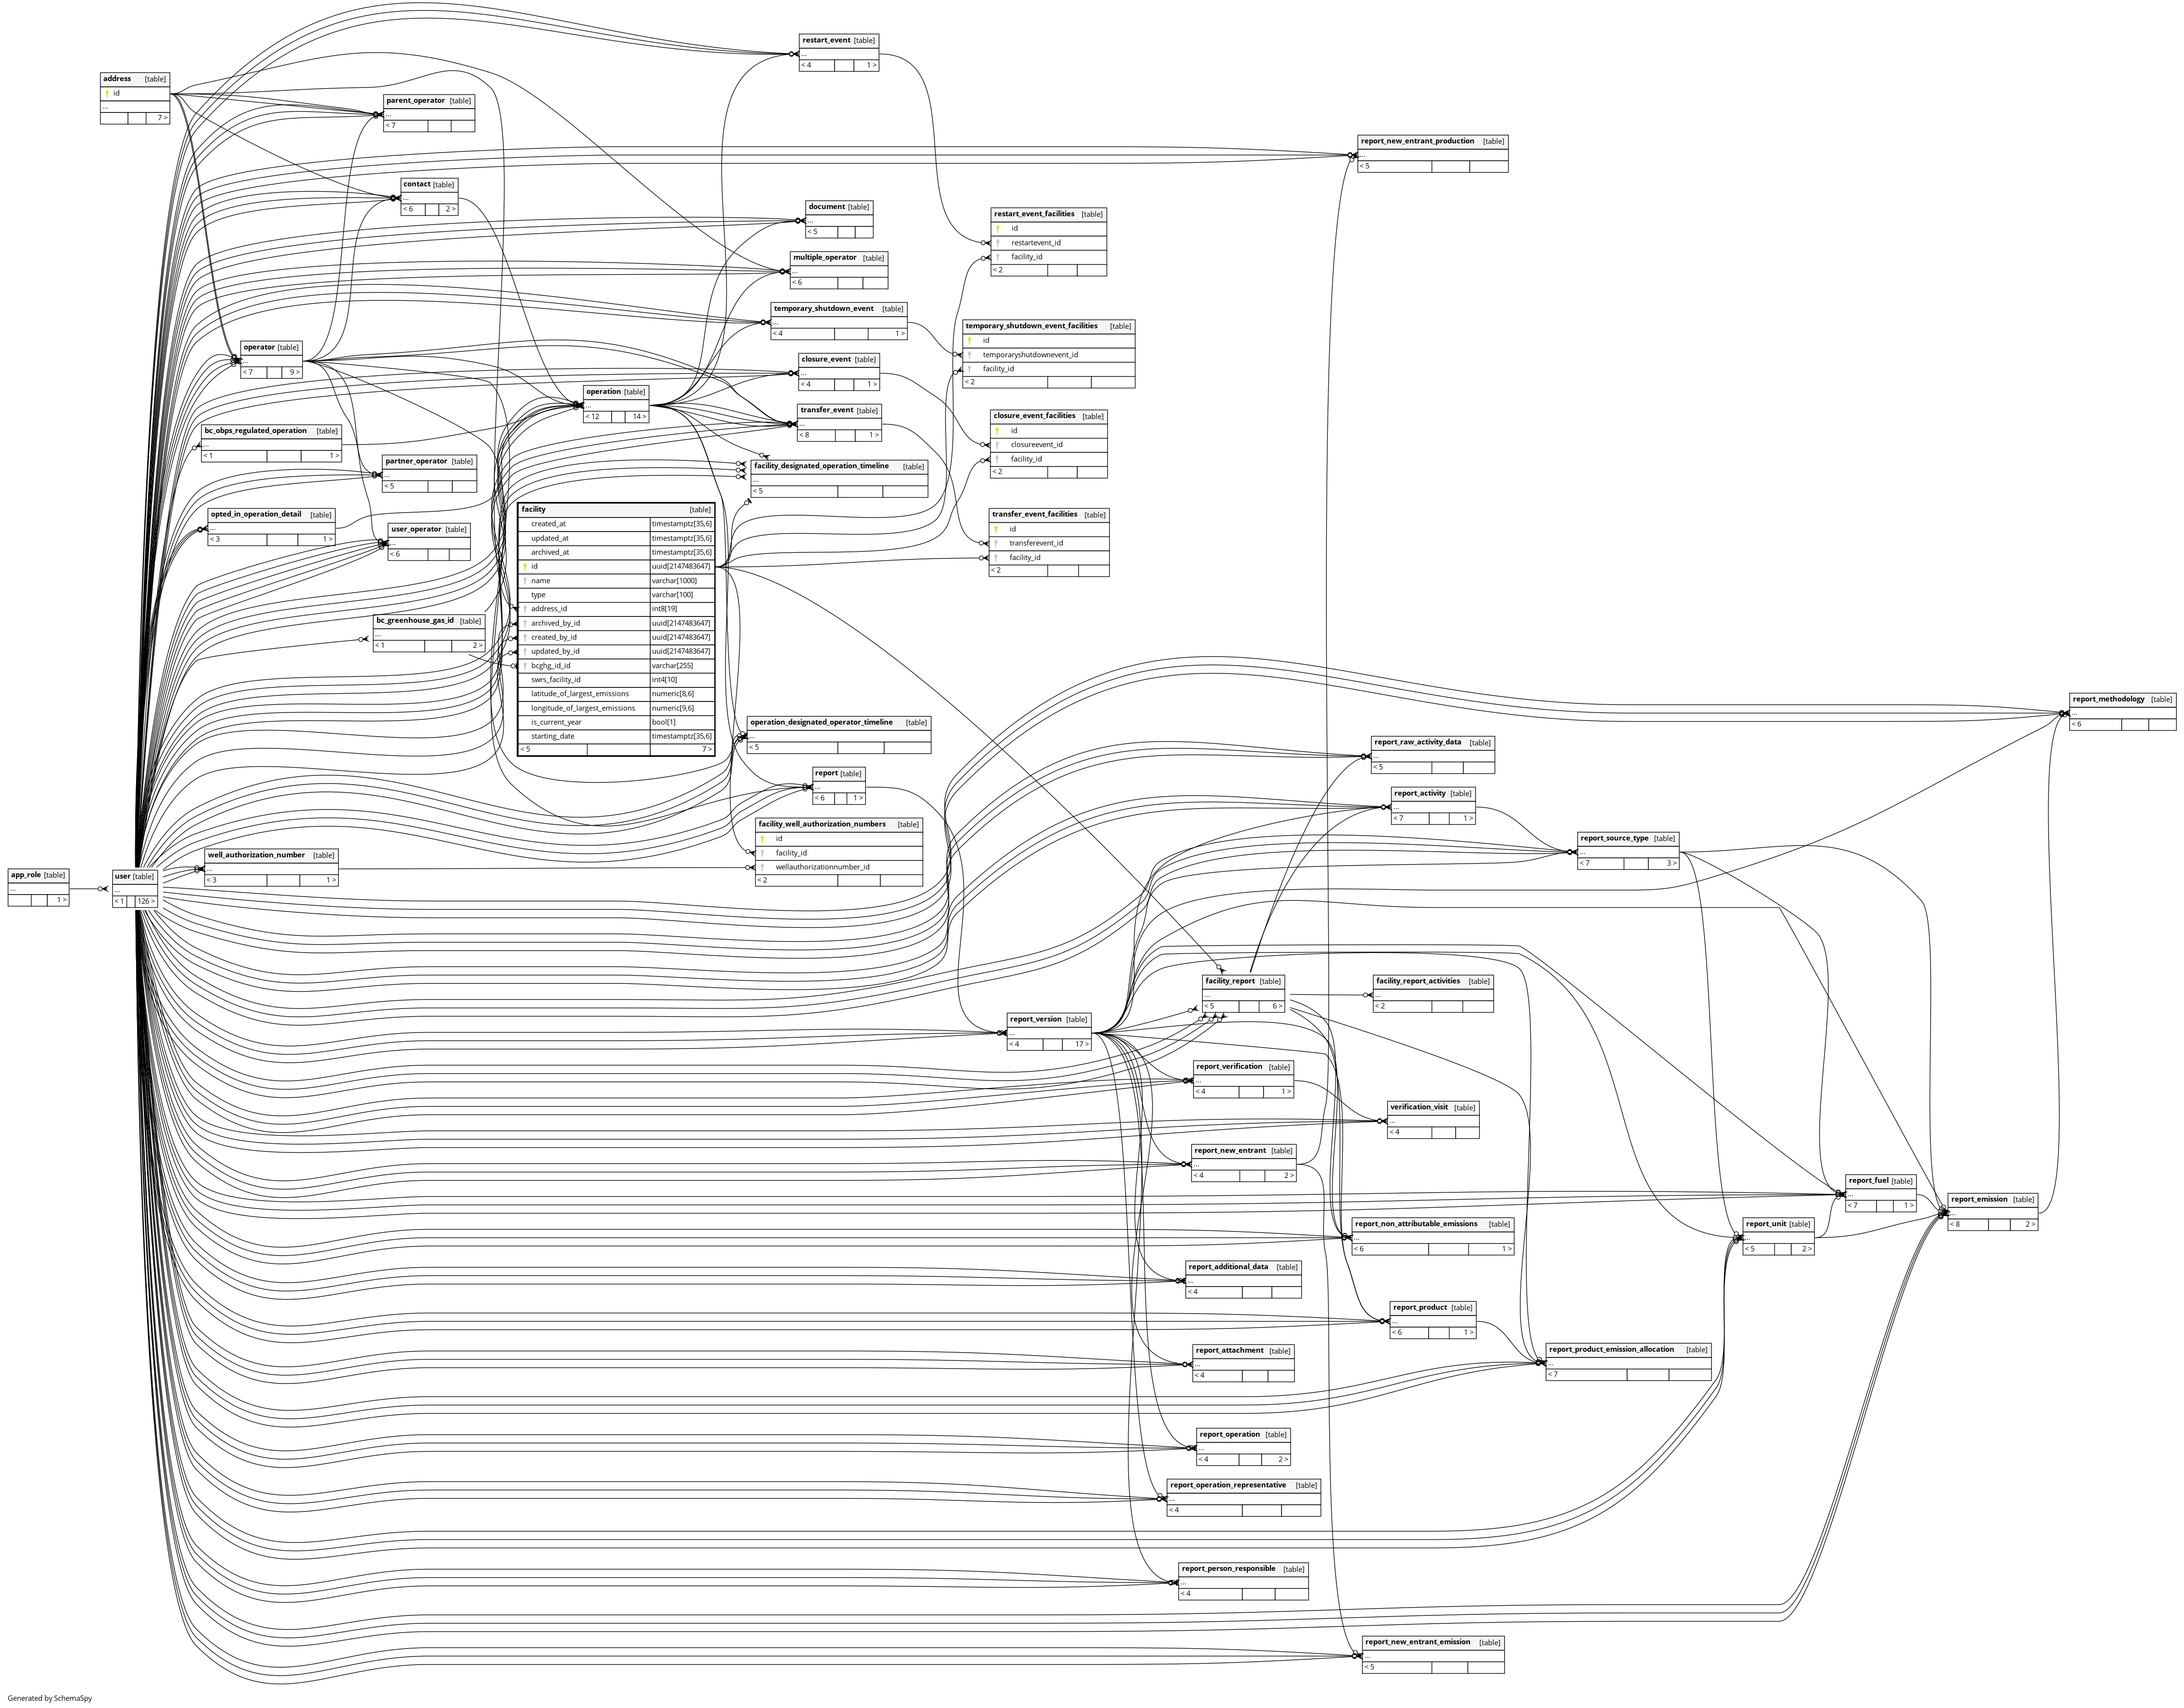 restart_event [table]
...
< 4 1 >
address [table]
id
...
7 >
parent_operator [table]
...
< 7
report_new_entrant_production [table]
...
< 5
contact [table]
...
< 6 2 >
document [table]
...
< 5
restart_event_facilities [table]
id
restartevent_id
facility_id
< 2
multiple_operator [table]
...
< 6
temporary_shutdown_event [table]
...
< 4 1 >
temporary_shutdown_event_facilities [table]
id
temporaryshutdownevent_id
facility_id
< 2
operator [table]
...
< 7 9 >
closure_event [table]
...
< 4 1 >
operation [table]
...
< 12 14 >
transfer_event [table]
...
< 8 1 >
closure_event_facilities [table]
id
closureevent_id
facility_id
< 2
bc_obps_regulated_operation [table]
...
< 1 1 >
partner_operator [table]
...
< 5
facility_designated_operation_timeline [table]
...
< 5
opted_in_operation_detail [table]
...
< 3 1 >
user_operator [table]
...
< 6
transfer_event_facilities [table]
id
transferevent_id
facility_id
< 2
facility [table]
created_at timestamptz[35,6]
updated_at timestamptz[35,6]
archived_at timestamptz[35,6]
id uuid[2147483647]
name varchar[1000]
type varchar[100]
address_id int8[19]
archived_by_id uuid[2147483647]
created_by_id uuid[2147483647]
updated_by_id uuid[2147483647]
bcghg_id_id varchar[255]
swrs_facility_id int4[10]
latitude_of_largest_emissions numeric[8,6]
longitude_of_largest_emissions numeric[9,6]
is_current_year bool[1]
starting_date timestamptz[35,6]
< 5 7 >
bc_greenhouse_gas_id [table]
...
< 1 2 >
report_methodology [table]
...
< 6
operation_designated_operator_timeline [table]
...
< 5
report_raw_activity_data [table]
...
< 5
report [table]
...
< 6 1 >
report_activity [table]
...
< 7 1 >
facility_well_authorization_numbers [table]
id
facility_id
wellauthorizationnumber_id
< 2
report_source_type [table]
...
< 7 3 >
well_authorization_number [table]
...
< 3 1 >
app_role [table]
...
1 >
user [table]
...
< 1 126 >
facility_report [table]
...
< 5 6 >
facility_report_activities [table]
...
< 2
report_version [table]
...
< 4 17 >
report_verification [table]
...
< 4 1 >
verification_visit [table]
...
< 4
report_new_entrant [table]
...
< 4 2 >
report_fuel [table]
...
< 7 1 >
report_emission [table]
...
< 8 2 >
report_non_attributable_emissions [table]
...
< 6 1 >
report_unit [table]
...
< 5 2 >
report_additional_data [table]
...
< 4
report_product [table]
...
< 6 1 >
report_attachment [table]
...
< 4
report_product_emission_allocation [table]
...
< 7
report_operation [table]
...
< 4 2 >
report_operation_representative [table]
...
< 4
report_person_responsible [table]
...
< 4
report_new_entrant_emission [table]
...
< 5
Generated by SchemaSpy